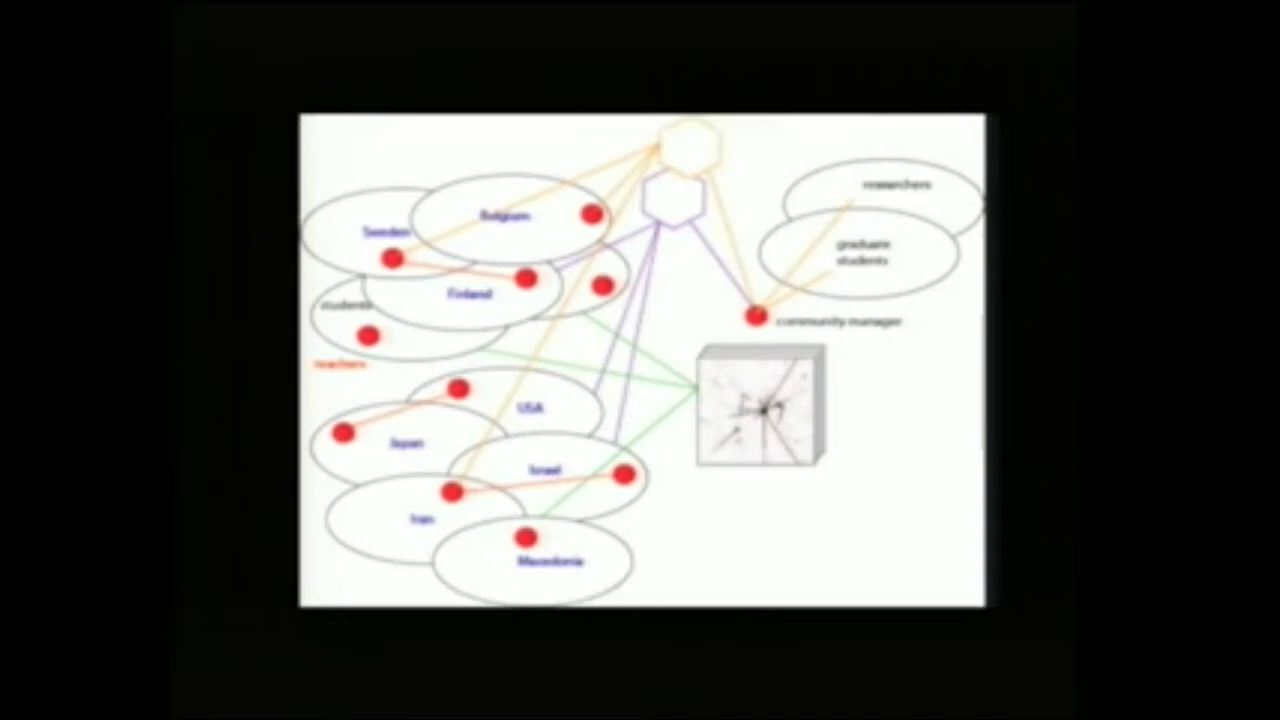 researchers
Belgium
Sweden
graduate
students
Finland
students
community manager
teachers
USA
Japan
Israel
Iran
Macedonia